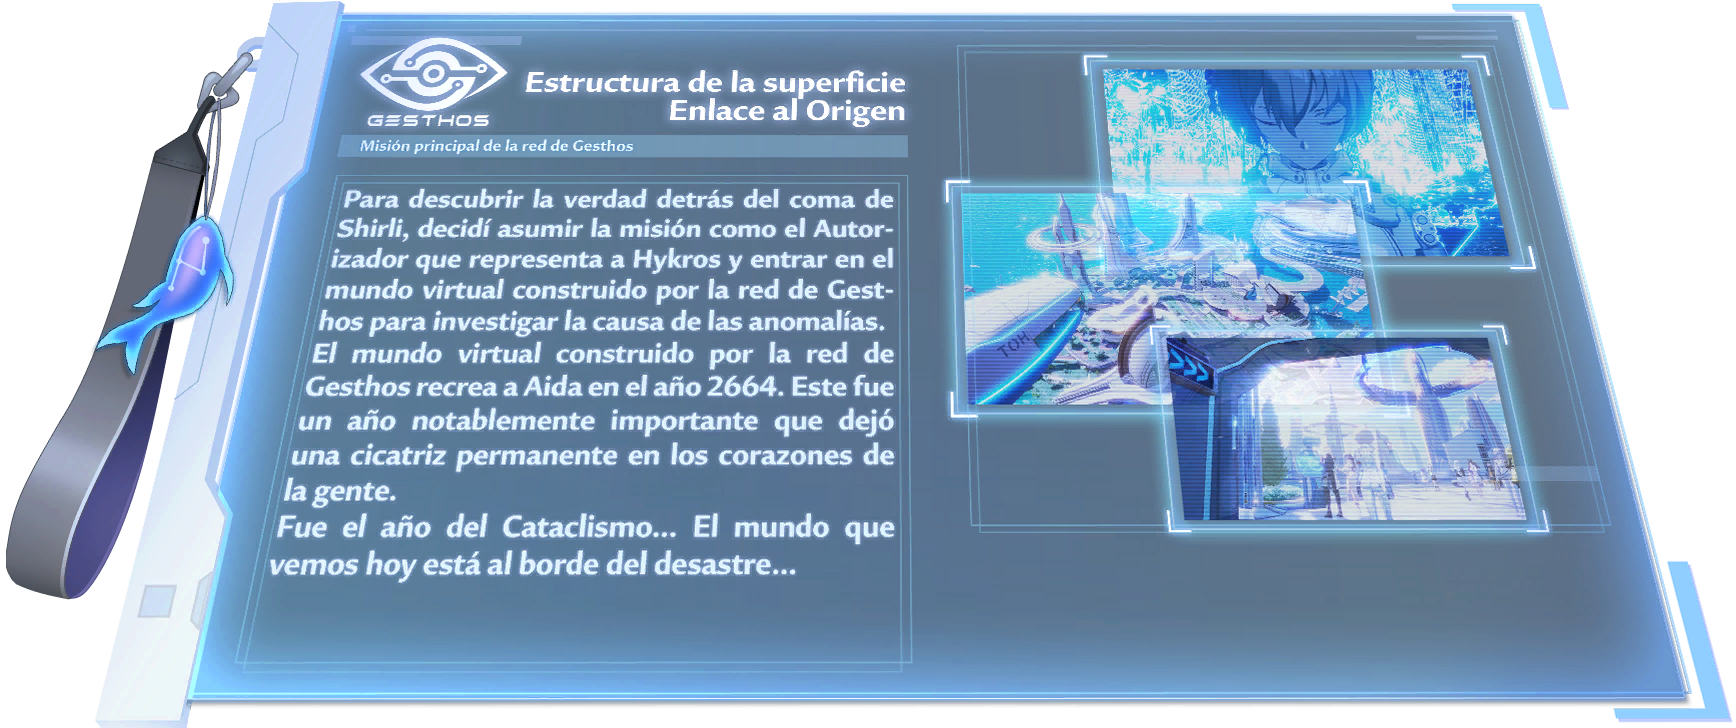 GESTHOS
Estructura de la superficie
Enlace al Origen
Misión principal de la red de Gesthos
Para descubrir la verdad detrás del coma de
Shirli, decidí asumir la misión como el Autor-
izador que representa a Hykros y entrar en el
mundo virtual construido por la red de Gest-
hos para investigar la causa de las anomalías.
El mundo virtual construido por la red de
Gesthos recrea a Aida en el año 2664. Este fue
un año notablemente importante que dejó
una cicatriz permanente en los corazones de
la gente.
Fue el año del Cataclismo... El mundo que
vemos hoy está al borde del desastre...
TOP